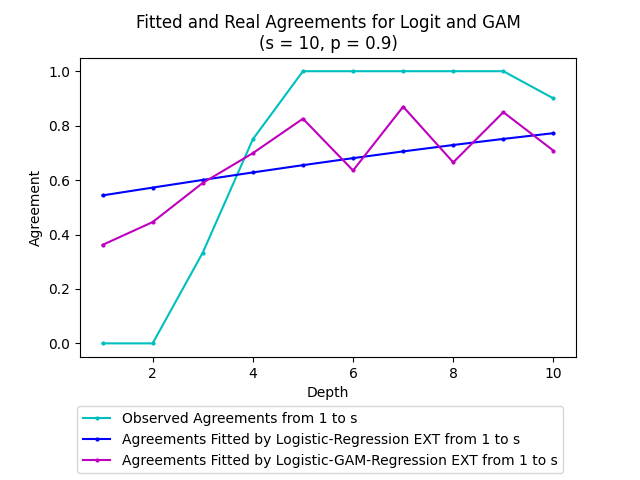 Fitted and Real Agreements for Logit and GAM
(s = 10, p = 0.9)
1.0
0.8
0.6
0.4
0.2
0.0
Agreement
2 4 6 8 10
Depth
Observed Agreements from 1 to s
Agreements Fitted by Logistic-Regression EXT from 1 to s
Agreements Fitted by Logistic-GAM-Regression EXT from 1 to s